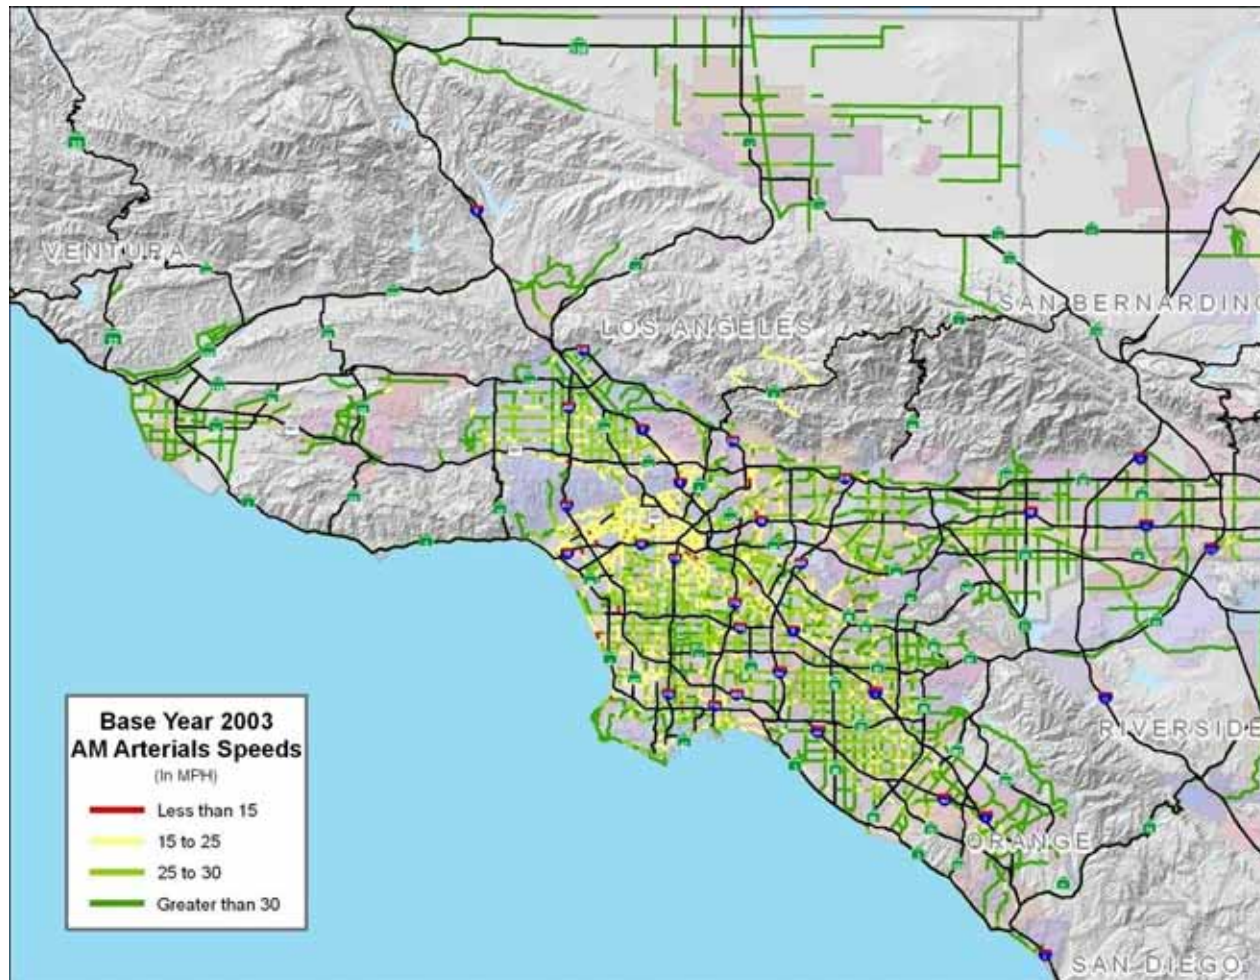 VENTURA
SAN BERNARDIN
LOS ANGELES
RIVERSIDE
ORANGE
SAN DIEGO
Base Year 2003
AM Arterials Speeds
(In MPH)
Less than 15
15 to 25
25 to 30
Greater than 30